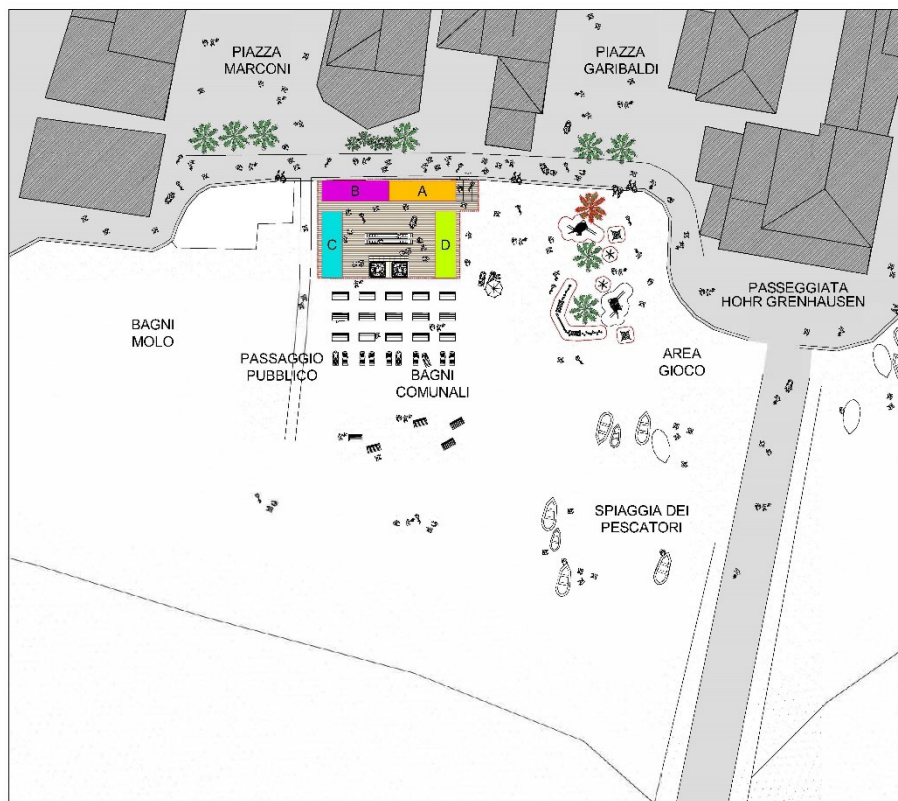 PIAZZA
MARCONI
PIAZZA
GARIBALDI
B
A
C
D
PASSEGGIATA
HOHR GRENHAUSEN
BAGNI
MOLO
PASSAGGIO
PUBBLICO
BAGNI
COMUNALI
AREA
GIOCO
SPIAGGIA DEI
PESCATORI